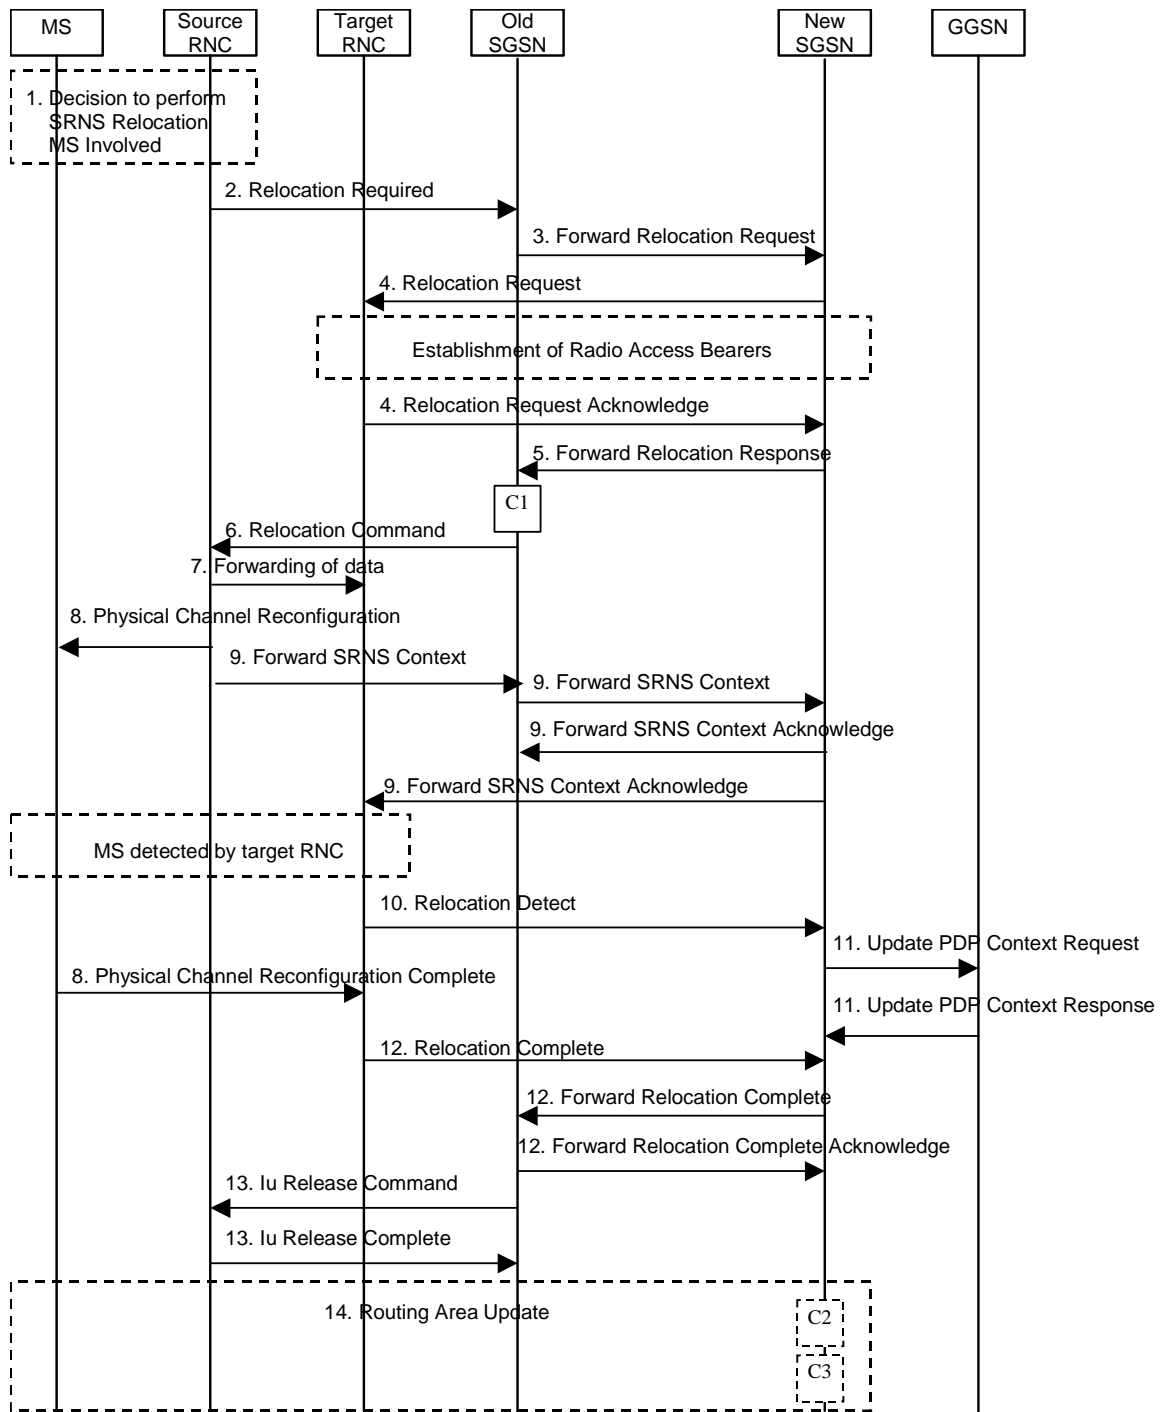 MS
Source
RNC
Target
RNC
Old
SGSN
New
SGSN
GGSN
1. Decision to perform
SRNS Relocation
MS Involved
2. Relocation Required
3. Forward Relocation Request
4. Relocation Request
Establishment of Radio Access Bearers
4. Relocation Request Acknowledge
5. Forward Relocation Response
C1
6. Relocation Command
7. Forwarding of data
8. Physical Channel Reconfiguration
9. Forward SRNS Context
9. Forward SRNS Context
9. Forward SRNS Context Acknowledge
9. Forward SRNS Context Acknowledge
MS detected by target RNC
10. Relocation Detect
11. Update PDP Context Request
8. Physical Channel Reconfiguration Complete
11. Update PDP Context Response
12. Relocation Complete
12. Forward Relocation Complete
12. Forward Relocation Complete Acknowledge
13. Iu Release Command
13. Iu Release Complete
14. Routing Area Update
C2
C3